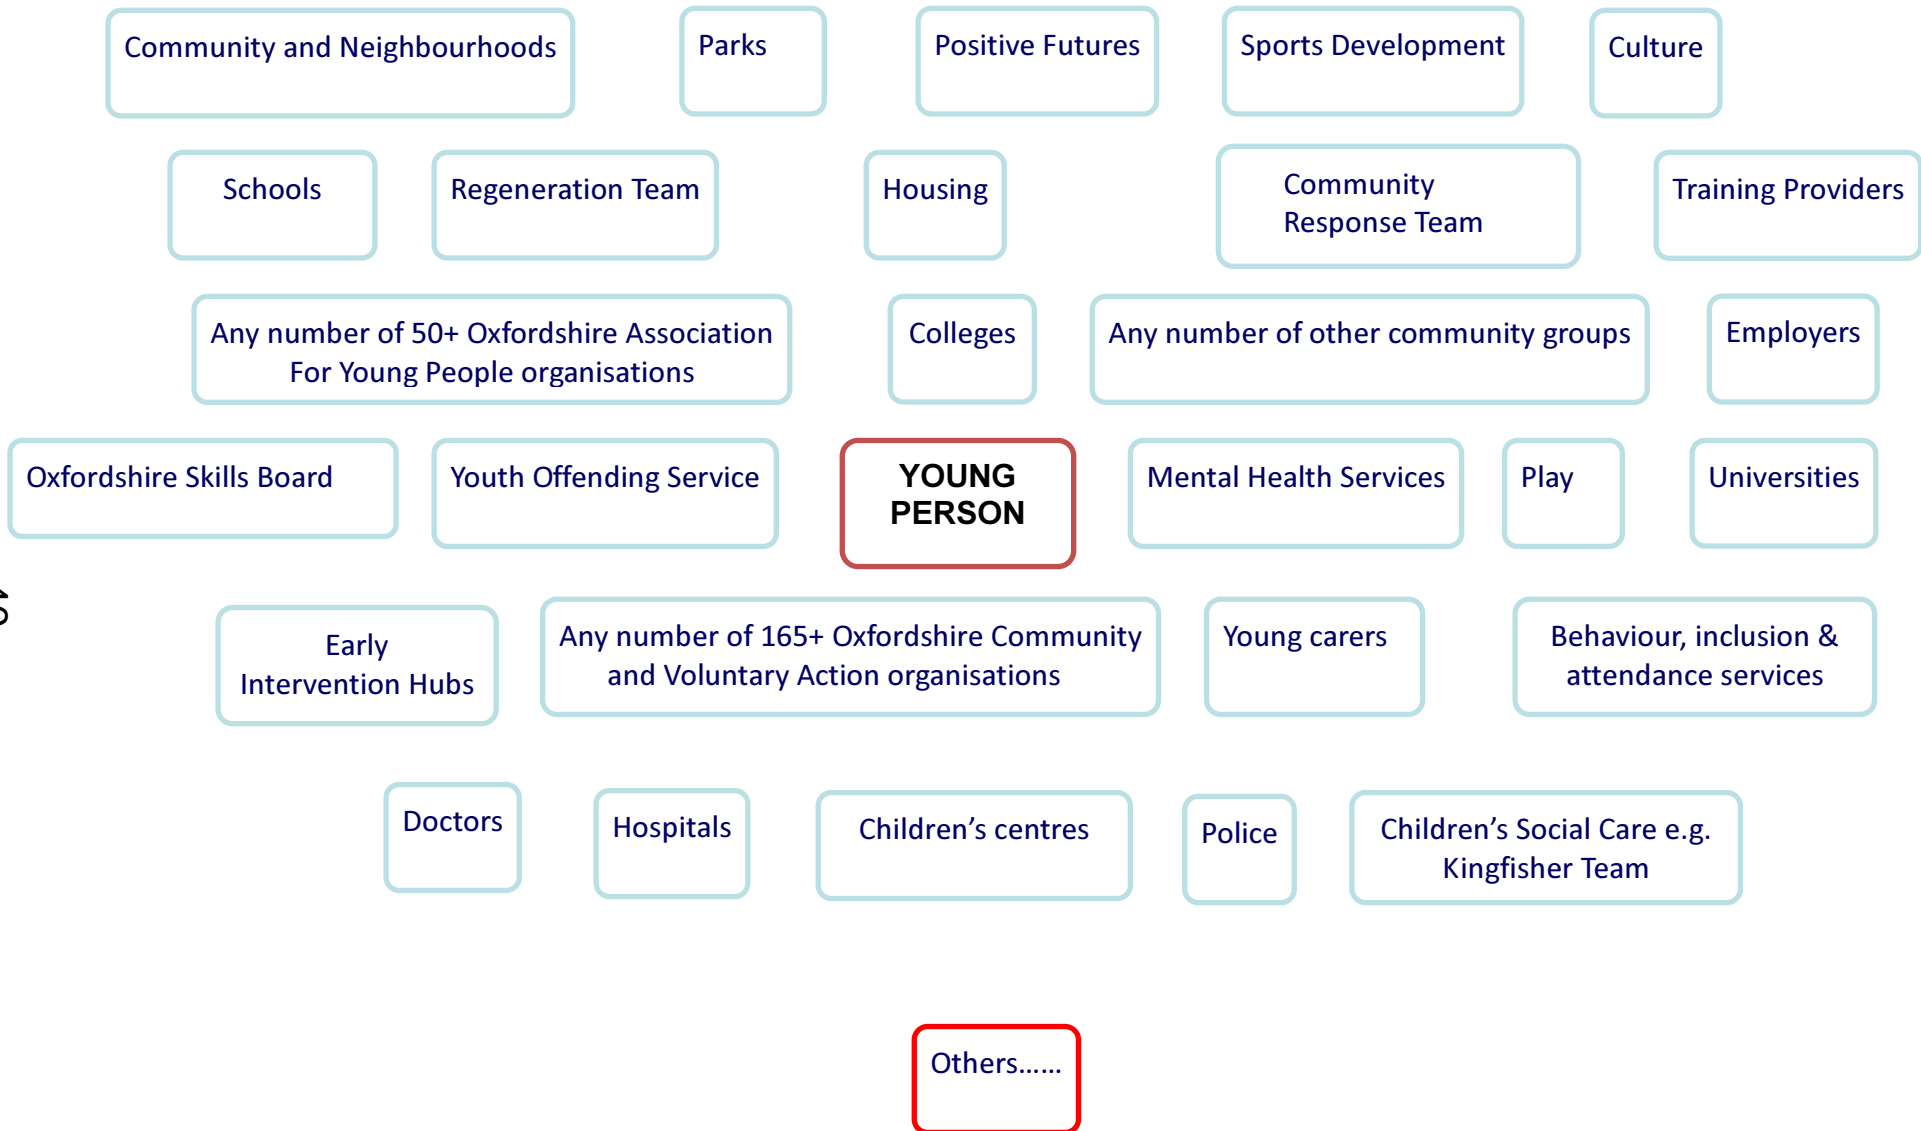 Community and Neighbourhoods
Parks
Positive Futures
Sports Development
Culture
Schools
Regeneration Team
Housing
Community
Response Team
Training Providers
Any number of 50+ Oxfordshire Association
For Young People organisations
Colleges
Any number of other community groups
Employers
Oxfordshire Skills Board
Youth Offending Service
YOUNG
PERSON
Mental Health Services
Play
Universities
Early
Intervention Hubs
Any number of 165+ Oxfordshire Community
and Voluntary Action organisations
Young carers
Behaviour, inclusion &
attendance services
Doctors
Hospitals
Children’s centres
Police
Children’s Social Care e.g.
Kingfisher Team
Others......